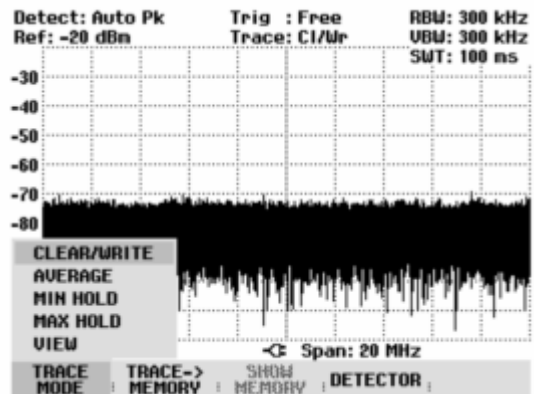 Detect: Auto Pk Trig : Free RBW: 300 kHz
Ref: -20 dBm Trace: Cl/Wr VBW: 300 kHz
SWT: 100 ms
-30
-40
-50
-60
-70
-80
CLEAR/WRITE
AVERAGE
MIN HOLD
MAX HOLD
VIEW
Span: 20 MHz
TRACE MODE TRACE-> MEMORY SHOW MEMORY DETECTOR